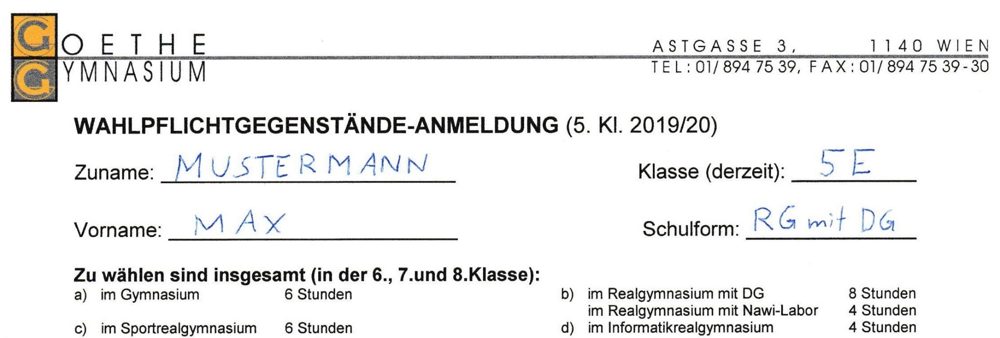 GOETHE
GYMNASIUM
ASTGASSE 3, 1140 WIEN
TEL: 01/ 894 75 39, FAX: 01/ 894 75 39-30
WAHLPFLICHTGEGENSTÄNDE-ANMELDUNG (5. Kl. 2019/20)
Zuname: MUSTERMANN Klasse (derzeit): 5E
Vorname: MAX Schulform: RG mit DG
Zu wählen sind insgesamt (in der 6., 7.und 8.Klasse):
a) im Gymnasium 6 Stunden b) im Realgymnasium mit DG 8 Stunden
im Realgymnasium mit Nawi-Labor 4 Stunden
c) im Sportrealgymnasium 6 Stunden d) im Informatikrealgymnasium 4 Stunden